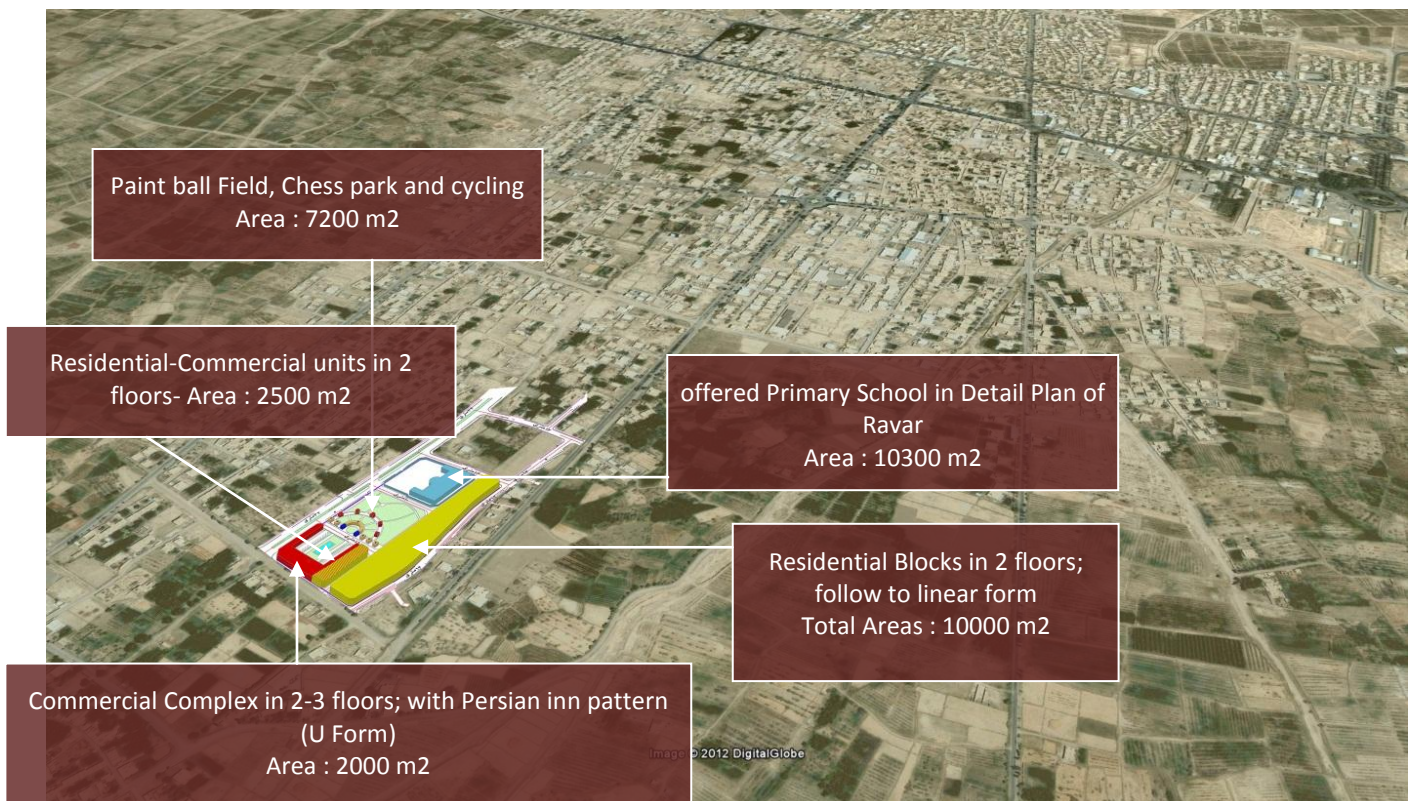 Paint ball Field, Chess park and cycling
Area : 7200 m2
Residential-Commercial units in 2
floors- Area : 2500 m2
offered Primary School in Detail Plan of
Ravar
Area : 10300 m2
Residential Blocks in 2 floors;
follow to linear form
Total Areas : 10000 m2
Commercial Complex in 2-3 floors; with Persian inn pattern
(U Form)
Area : 2000 m2
Image © 2012 DigitalGlobe